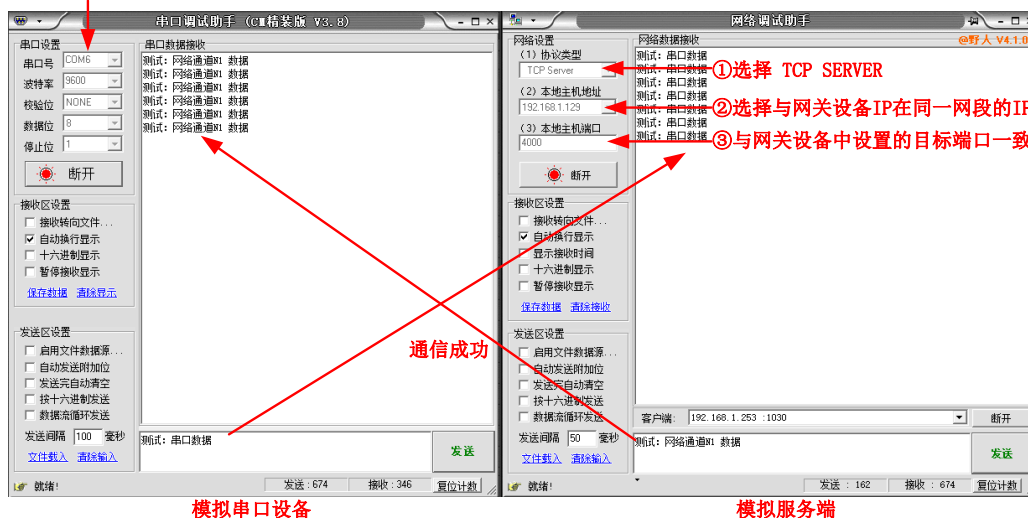 串口调试助手 (CM精装版 V3.8)
串口设置
串口号 COM6
波特率 9600
校验位 NONE
数据位 8
停止位 1
断开
接收区设置
接收转向文件...
自动换行显示
十六进制显示
暂停接收显示
保存数据 清除显示
发送区设置
启用文件数据源...
自动发送附加位
发送完自动清空
按十六进制发送
数据流循环发送
发送间隔 100 毫秒
文件载入 清除输入
串口数据接收
测试: 网络通道N1 数据
测试: 网络通道N1 数据
测试: 网络通道N1 数据
测试: 网络通道N1 数据
测试: 网络通道N1 数据
测试: 网络通道N1 数据
测试: 串口数据
发送
就绪!
发送:674
接收:346
复位计数
模拟串口设备
通信成功
网络调试助手
网络设置
(1) 协议类型
TCP Server
(2) 本地主机地址
192.168.1.129
(3) 本地主机端口
4000
断开
接收区设置
接收转向文件...
自动换行显示
显示接收时间
十六进制显示
暂停接收显示
保存数据 清除接收
发送区设置
启用文件数据源...
自动发送附加位
发送完自动清空
按十六进制发送
数据流循环发送
发送间隔 50 毫秒
文件载入 清除输入
网络数据接收
@野人 V4.1.0
测试: 串口数据
测试: 串口数据
测试: 串口数据
测试: 串口数据
测试: 串口数据
测试: 串口数据
测试: 串口数据
①选择 TCP SERVER
②选择与网关设备IP在同一网段的IP
③与网关设备中设置的目标端口一致
客户端: 192.168.1.253 :1030
断开
测试: 网络通道N1 数据
发送
就绪!
发送 : 162
接收 : 674
复位计数
模拟服务端